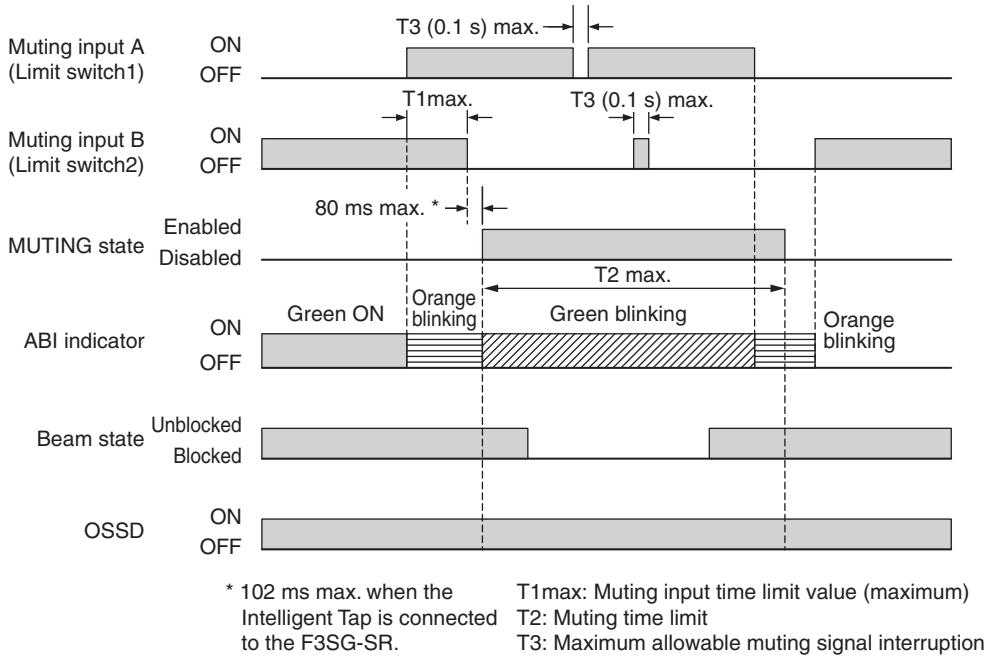 T3 (0.1 s) max.
Muting input A
(Limit switch1)
ON
OFF
T1max.
T3 (0.1 s) max.
Muting input B
(Limit switch2)
ON
OFF
80 ms max. *
MUTING state
Enabled
Disabled
T2 max.
Green ON
Orange
blinking
Green blinking
Orange
blinking
ABI indicator
ON
OFF
Beam state
Unblocked
Blocked
OSSD
ON
OFF
* 102 ms max. when the
Intelligent Tap is connected
to the F3SG-SR.
T1max: Muting input time limit value (maximum)
T2: Muting time limit
T3: Maximum allowable muting signal interruption